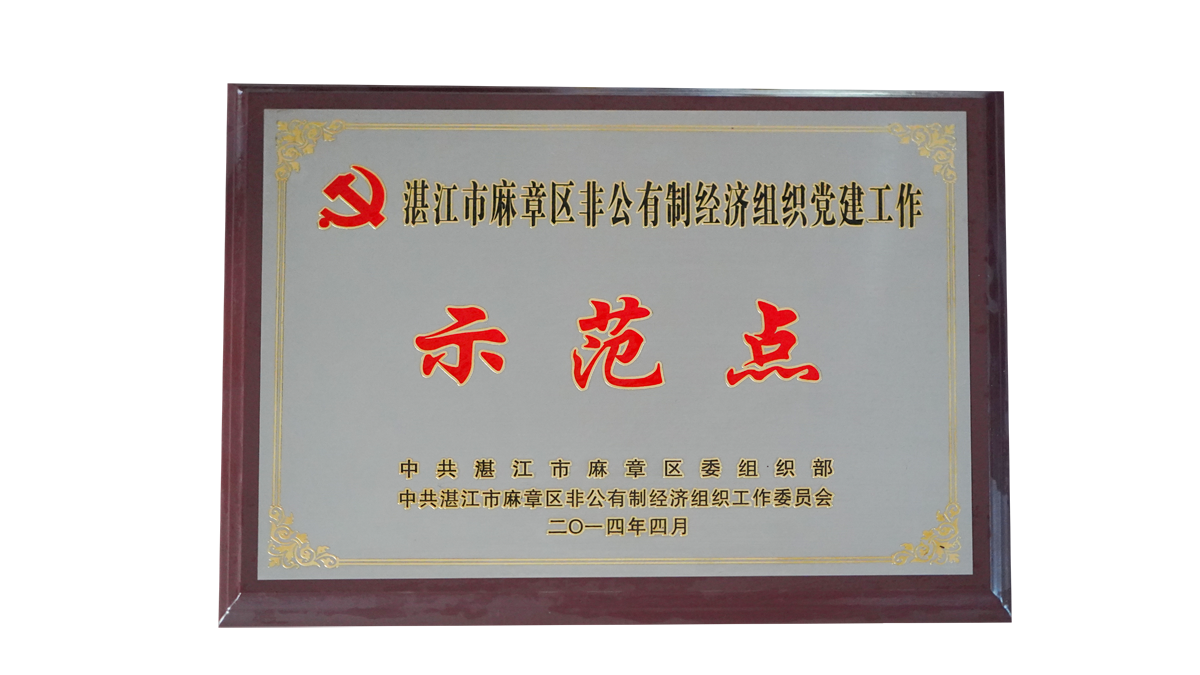 湛江市麻章区非公有制经济组织党建工作
示范点
中共湛江市麻章区委组织部
中共湛江市麻章区非公有制经济组织工作委员会
二〇一四年四月